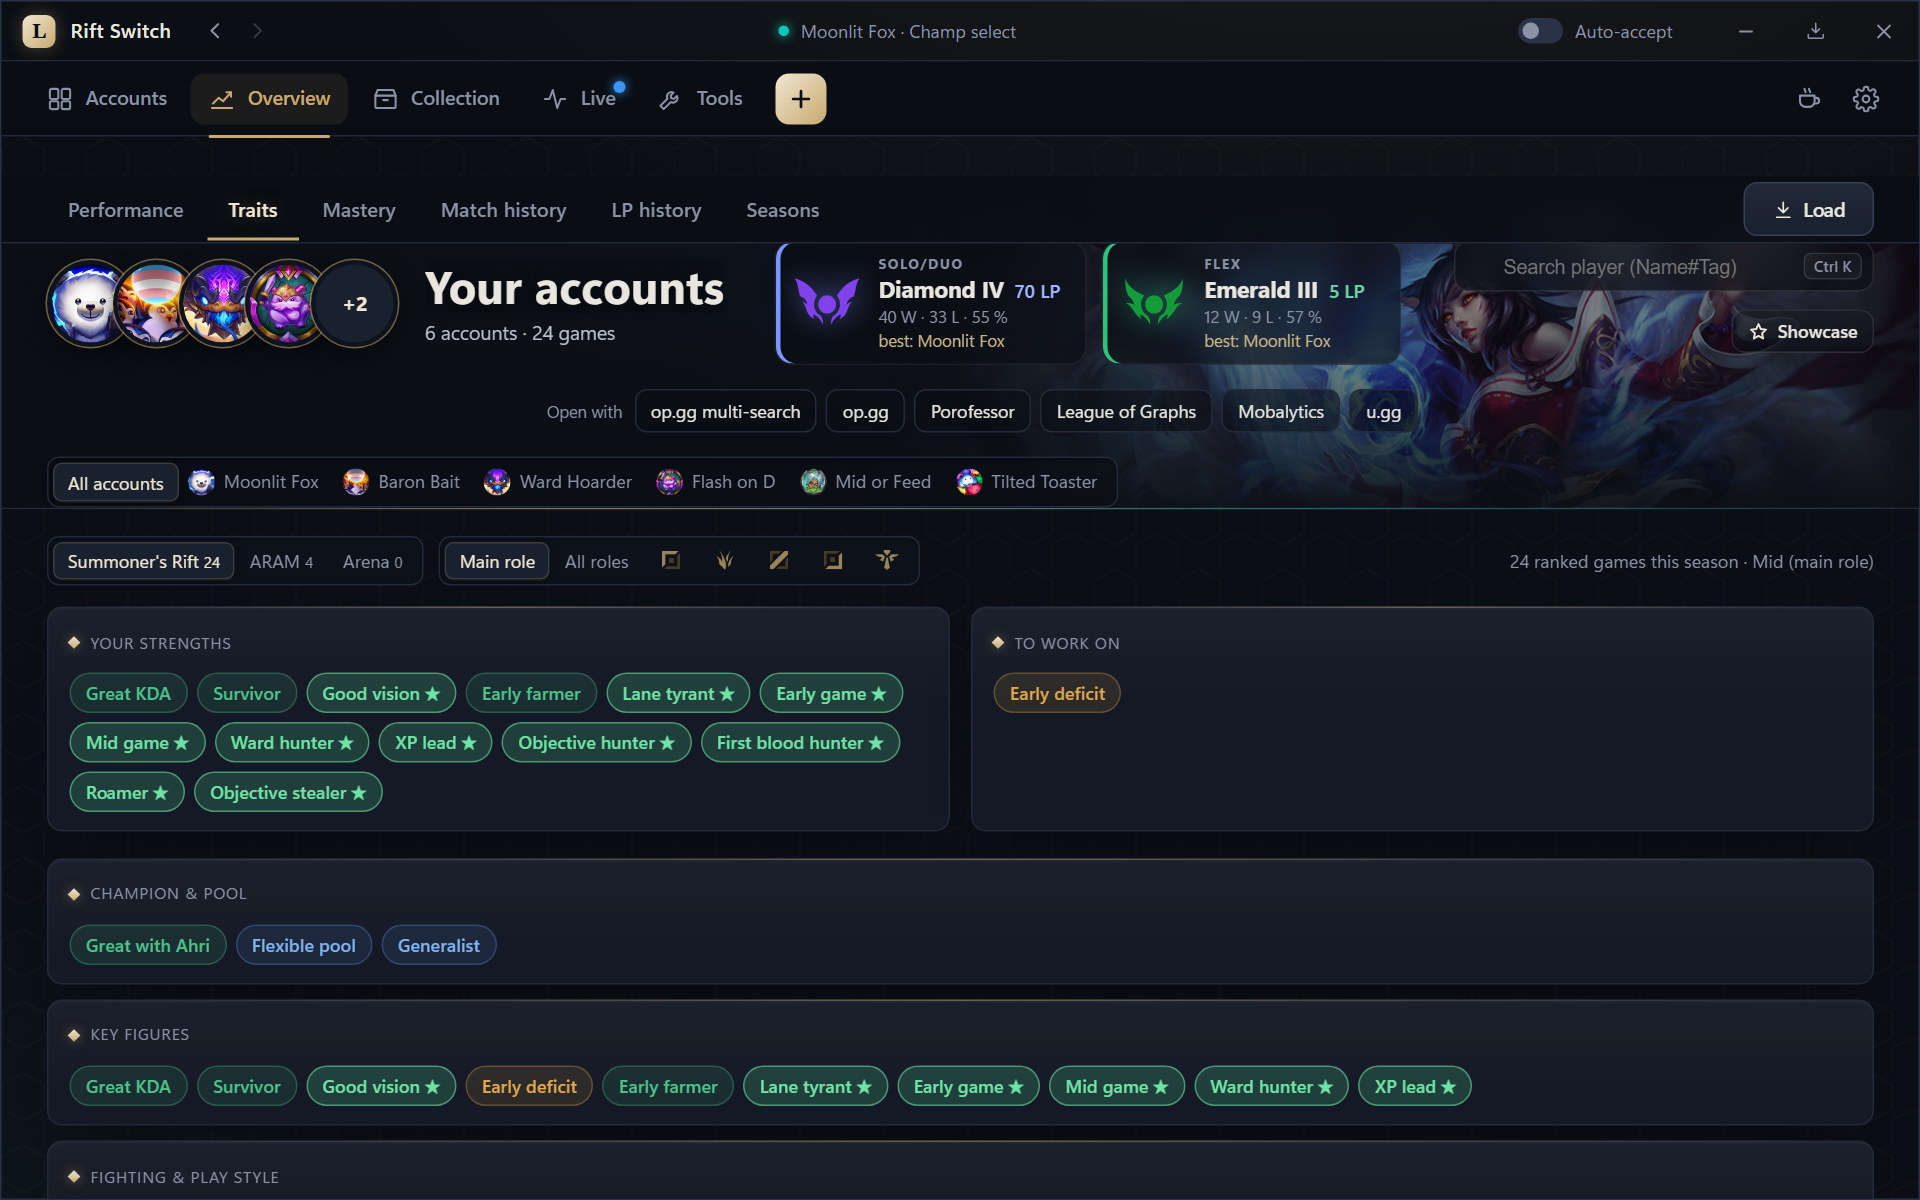 L Rift Switch
Moonlit Fox · Champ select
Auto-accept
Accounts
Overview
Collection
Live
Tools
+
Performance
Traits
Mastery
Match history
LP history
Seasons
Load
+2
Your accounts
6 accounts · 24 games
SOLO/DUO
Diamond IV 70 LP
40 W · 33 L · 55 %
best: Moonlit Fox
FLEX
Emerald III 5 LP
12 W · 9 L · 57 %
best: Moonlit Fox
Search player (Name#Tag) Ctrl K
Showcase
Open with
op.gg multi-search
op.gg
Porofessor
League of Graphs
Mobalytics
u.gg
All accounts
Moonlit Fox
Baron Bait
Ward Hoarder
Flash on D
Mid or Feed
Tilted Toaster
Summoner's Rift 24
ARAM 4
Arena 0
Main role
All roles
24 ranked games this season · Mid (main role)
YOUR STRENGTHS
Great KDA
Survivor
Good vision ★
Early farmer
Lane tyrant ★
Early game ★
Mid game ★
Ward hunter ★
XP lead ★
Objective hunter ★
First blood hunter ★
Roamer ★
Objective stealer ★
TO WORK ON
Early deficit
CHAMPION & POOL
Great with Ahri
Flexible pool
Generalist
KEY FIGURES
Great KDA
Survivor
Good vision ★
Early deficit
Early farmer
Lane tyrant ★
Early game ★
Mid game ★
Ward hunter ★
XP lead ★
FIGHTING & PLAY STYLE